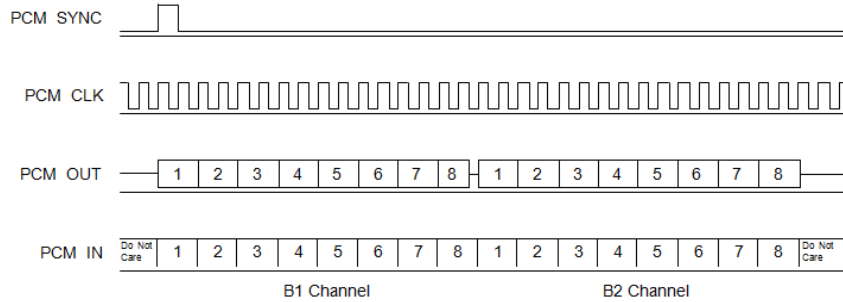 PCM SYNC
PCM CLK
PCM OUT 1 2 3 4 5 6 7 8 1 2 3 4 5 6 7 8
PCM IN Do Not Care 1 2 3 4 5 6 7 8 1 2 3 4 5 6 7 8 Do Not Care
B1 Channel B2 Channel